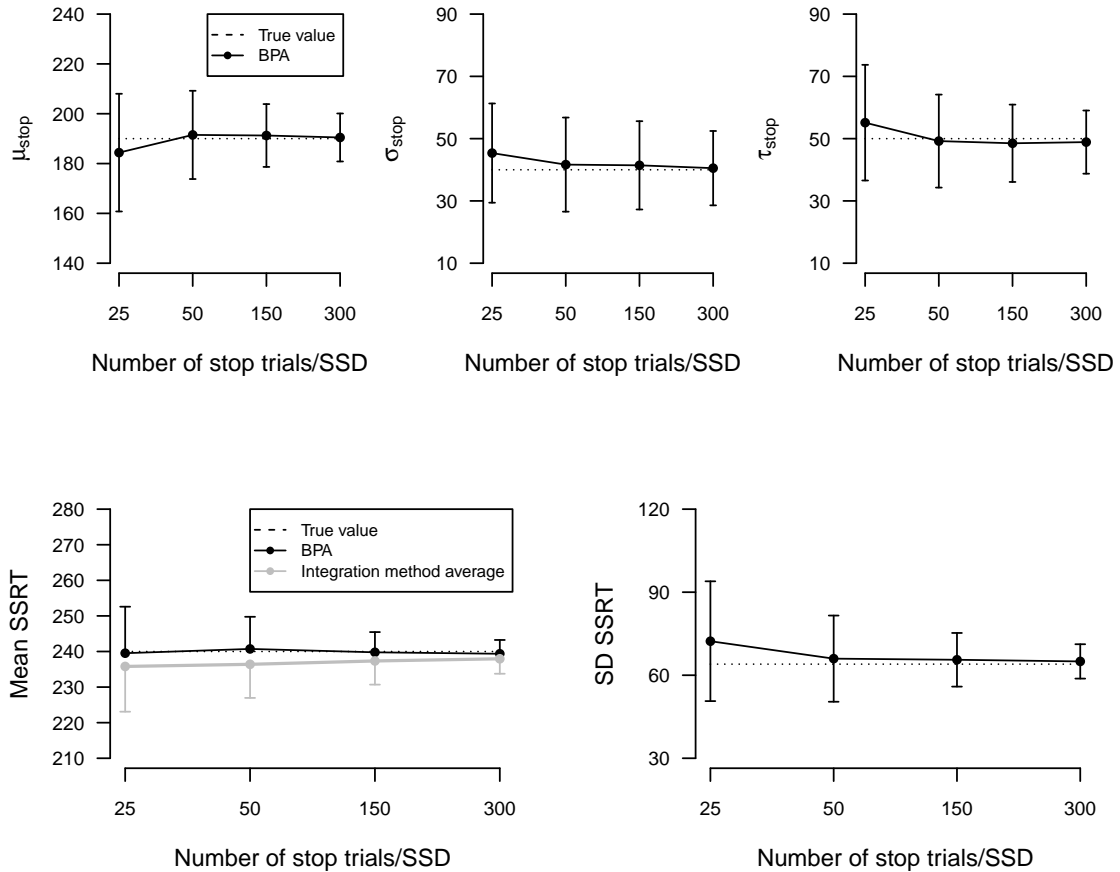 240
220
200
180
160
140
μstop
True value
BPA
25 50 150 300
Number of stop trials/SSD
90
70
50
30
10
σstop
25 50 150 300
Number of stop trials/SSD
90
70
50
30
10
τstop
25 50 150 300
Number of stop trials/SSD
280
270
260
250
240
230
220
210
Mean SSRT
True value
BPA
Integration method average
25 50 150 300
Number of stop trials/SSD
120
90
60
30
SD SSRT
25 50 150 300
Number of stop trials/SSD